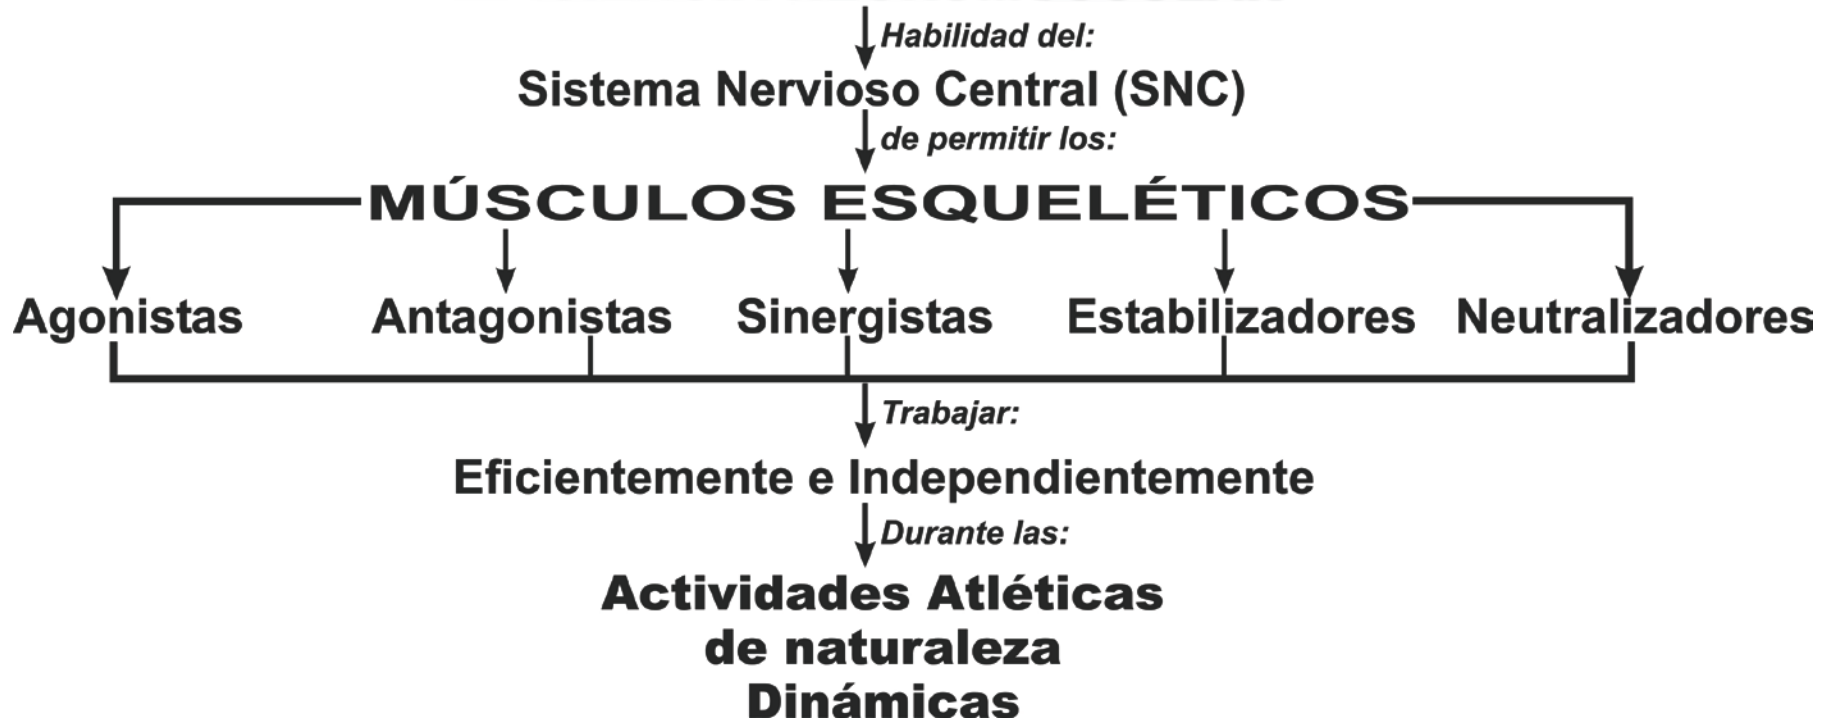 Habilidad del:
Sistema Nervioso Central (SNC)
de permitir los:
MÚSCULOS ESQUELÉTICOS
Agonistas Antagonistas Sinergistas Estabilizadores Neutralizadores
Trabajar:
Eficientemente e Independientemente
Durante las:
Actividades Atléticas
de naturaleza
Dinámicas